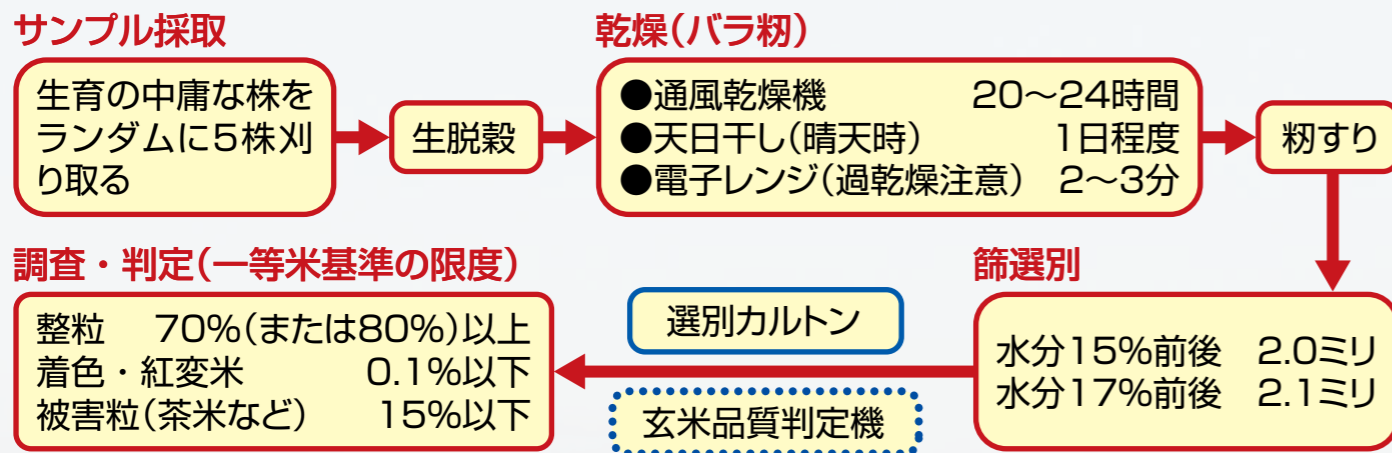 サンプル採取
生育の中庸な株を
ランダムに5株刈
り取る
生脱穀
乾燥(バラ籾)
●通風乾燥機 20〜24時間
●天日干し(晴天時) 1日程度
●電子レンジ(過乾燥注意) 2〜3分
籾すり
篩選別
水分15%前後 2.0ミリ
水分17%前後 2.1ミリ
選別カルトン
玄米品質判定機
調査・判定(一等米基準の限度)
整粒 70%(または80%)以上
着色・紅変米 0.1%以下
被害粒(茶米など) 15%以下